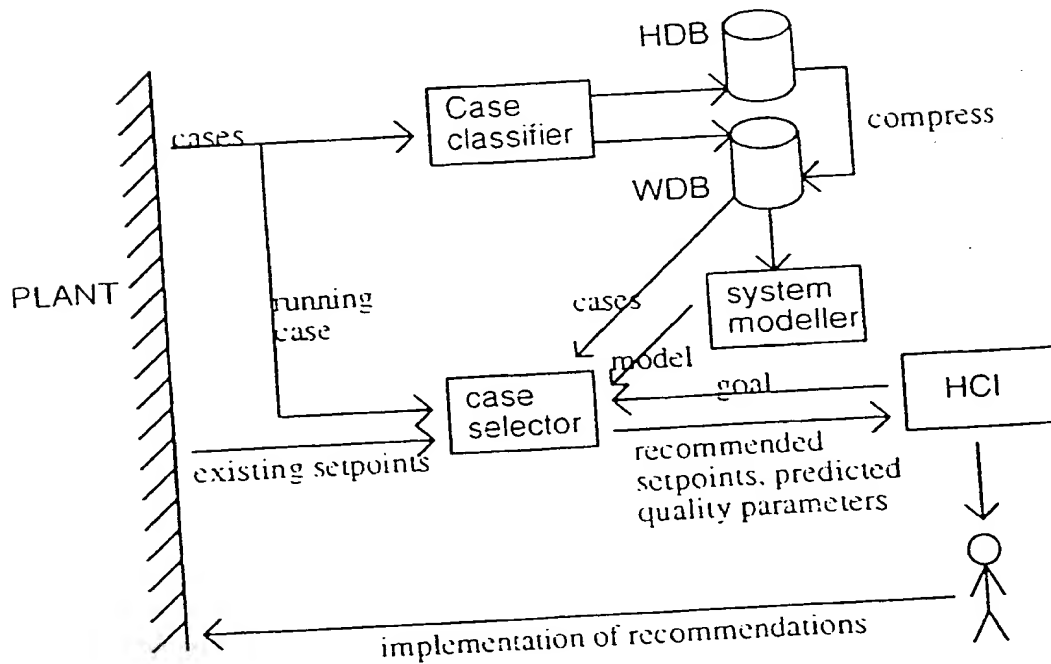 HDB
Case
classifier
cases
compress
WDB
PLANT
running
case
cases
system
modeller
model
goal
HCI
case
selector
existing setpoints
recommended
setpoints, predicted
quality parameters
implementation of recommendations